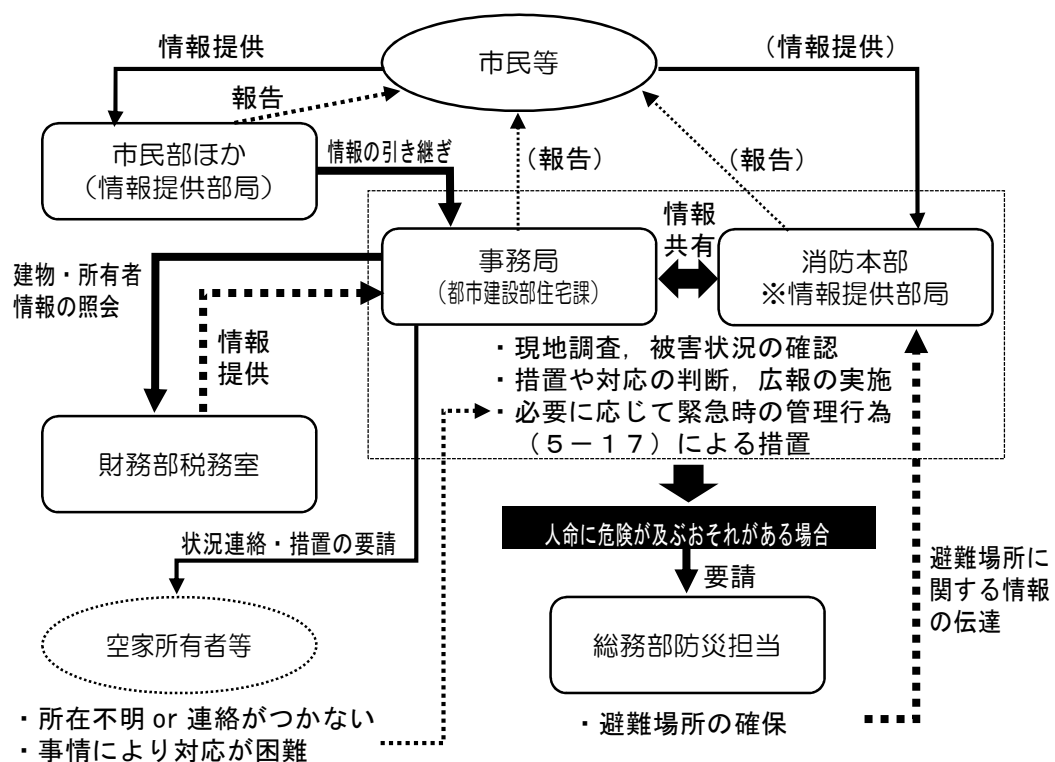 情報提供
市民等
(情報提供)
報告
市民部ほか
(情報提供部局)
情報の引き継ぎ
(報告)
(報告)
情報
共有
建物・所有者
情報の照会
事務局
(都市建設部住宅課)
消防本部
※情報提供部局
情報
提供
・現地調査，被害状況の確認
・措置や対応の判断，広報の実施
・必要に応じて緊急時の管理行為
（５－１７）による措置
財務部税務室
人命に危険が及ぶおそれがある場合
状況連絡・措置の要請
要請
避難場所に
関する情報
の伝達
空家所有者等
総務部防災担当
・所在不明 or 連絡がつかない
・事情により対応が困難
・避難場所の確保